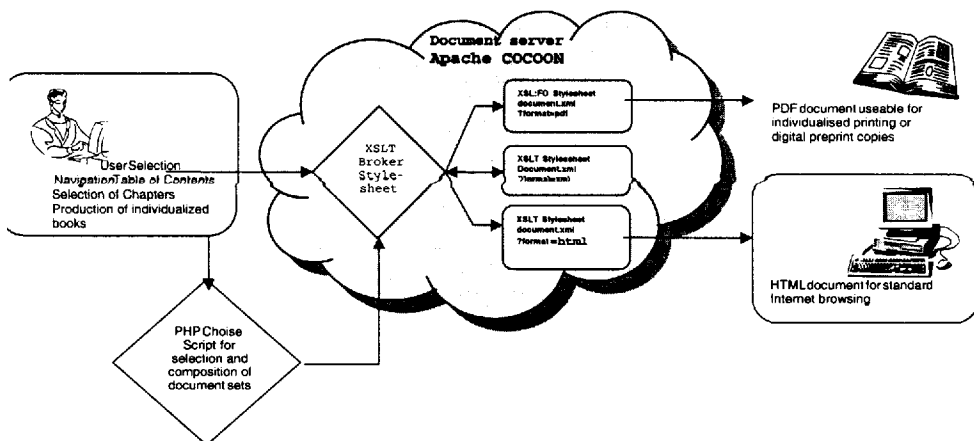 Document server
Apache COCOON
User Selection
NavigationTable of Contents
Selection of Chapters
Production of individualized
books
XSLT
Broker
Style-
sheet
XSL:FO Stylesheet
document.xml
?format=pdf
XSLT Stylesheet
Document.xml
?format=xml
XSLT Stylesheet
document.xml
?format=html
PDF document useable for
individualised printing or
digital preprint copies
HTML document for standard
Internet browsing
PHP Choise
Script for
selection and
composition of
document sets